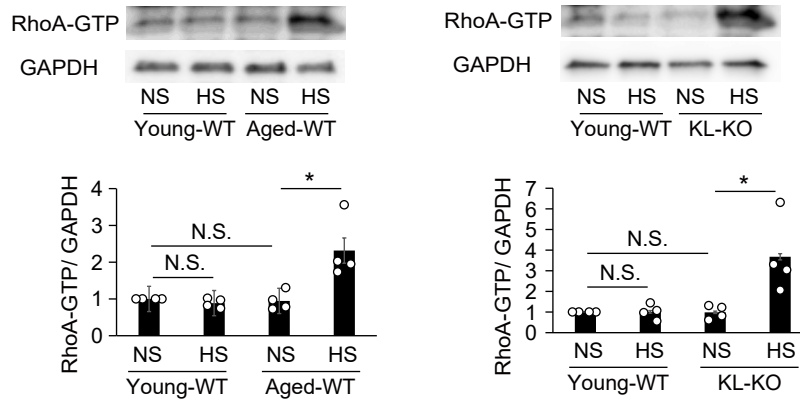 RhoA-GTP
GAPDH
NS HS NS HS
Young-WT Aged-WT
RhoA-GTP/ GAPDH
4
3
2
1
0
*
N.S.
N.S.
NS HS NS HS
Young-WT Aged-WT
RhoA-GTP
GAPDH
NS HS NS HS
Young-WT KL-KO
RhoA-GTP/ GAPDH
7
6
5
4
3
2
1
0
*
N.S.
N.S.
NS HS NS HS
Young-WT KL-KO